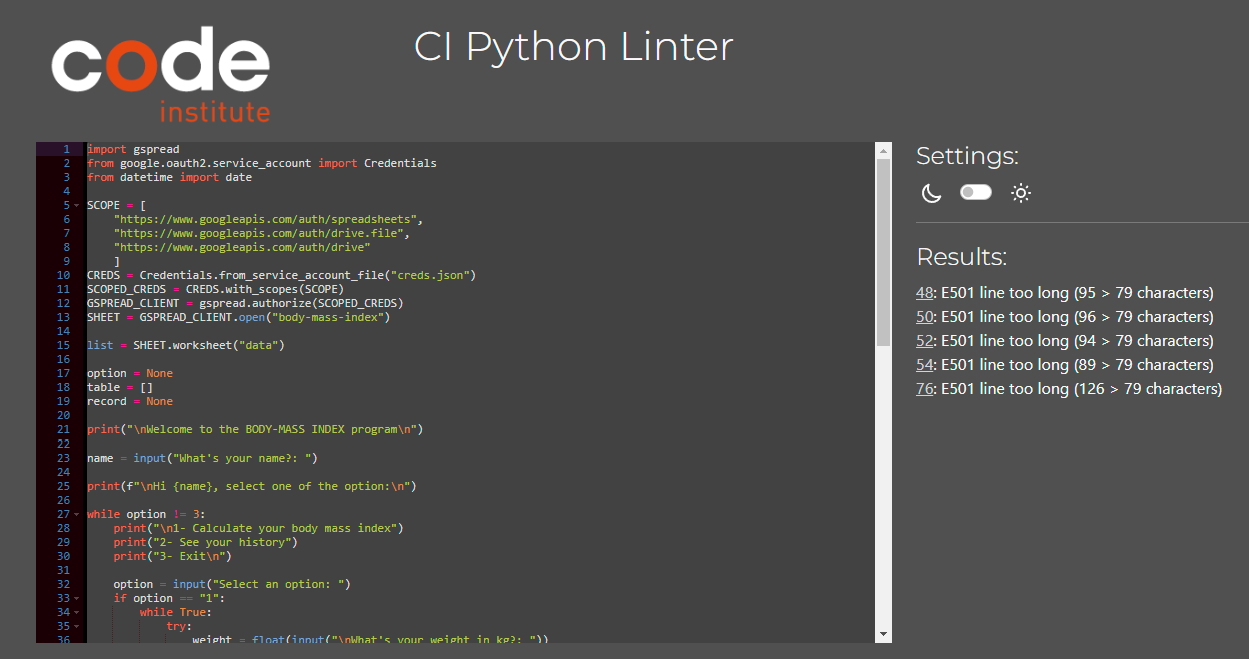 code
institute
CI Python Linter
1 import gspread
2 from google.oauth2.service_account import Credentials
3 from datetime import date
4
5 SCOPE = [
6     "https://www.googleapis.com/auth/spreadsheets",
7     "https://www.googleapis.com/auth/drive.file",
8     "https://www.googleapis.com/auth/drive"
9     ]
10 CREDS = Credentials.from_service_account_file("creds.json")
11 SCOPED_CREDS = CREDS.with_scopes(SCOPE)
12 GSPREAD_CLIENT = gspread.authorize(SCOPED_CREDS)
13 SHEET = GSPREAD_CLIENT.open("body-mass-index")
14
15 list = SHEET.worksheet("data")
16
17 option = None
18 table = []
19 record = None
20
21 print("\nWelcome to the BODY-MASS INDEX program\n")
22
23 name = input("What's your name?: ")
24
25 print(f"\nHi {name}, select one of the option:\n")
26
27 while option != 3:
28     print("\n1- Calculate your body mass index")
29     print("2- See your history")
30     print("3- Exit\n")
31
32     option = input("Select an option: ")
33     if option == "1":
34         while True:
35             try:
36                 weight = float(input("\nWhat's your weight in kg?: "))
Settings:
Results:
48: E501 line too long (95 > 79 characters)
50: E501 line too long (96 > 79 characters)
52: E501 line too long (94 > 79 characters)
54: E501 line too long (89 > 79 characters)
76: E501 line too long (126 > 79 characters)